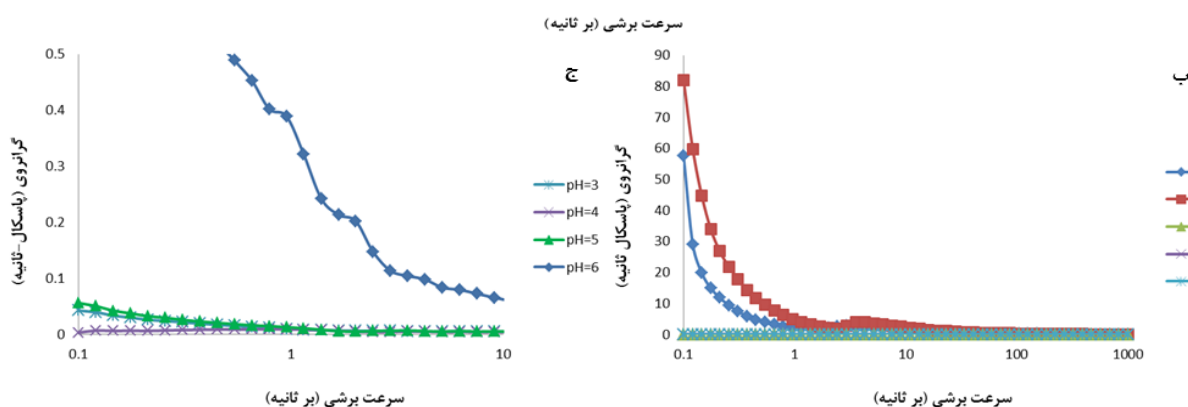 سرعت برشی (بر ثانیه)
ج
گرانروی (پاسکال-ثانیه)
0.5
0.4
0.3
0.2
0.1
0
0.1
1
10
pH=3
pH=4
pH=5
pH=6
سرعت برشی (بر ثانیه)
ب
گرانروی (پاسکال ثانیه)
90
80
70
60
50
40
30
20
10
0
0.1
1
10
100
1000
سرعت برشی (بر ثانیه)